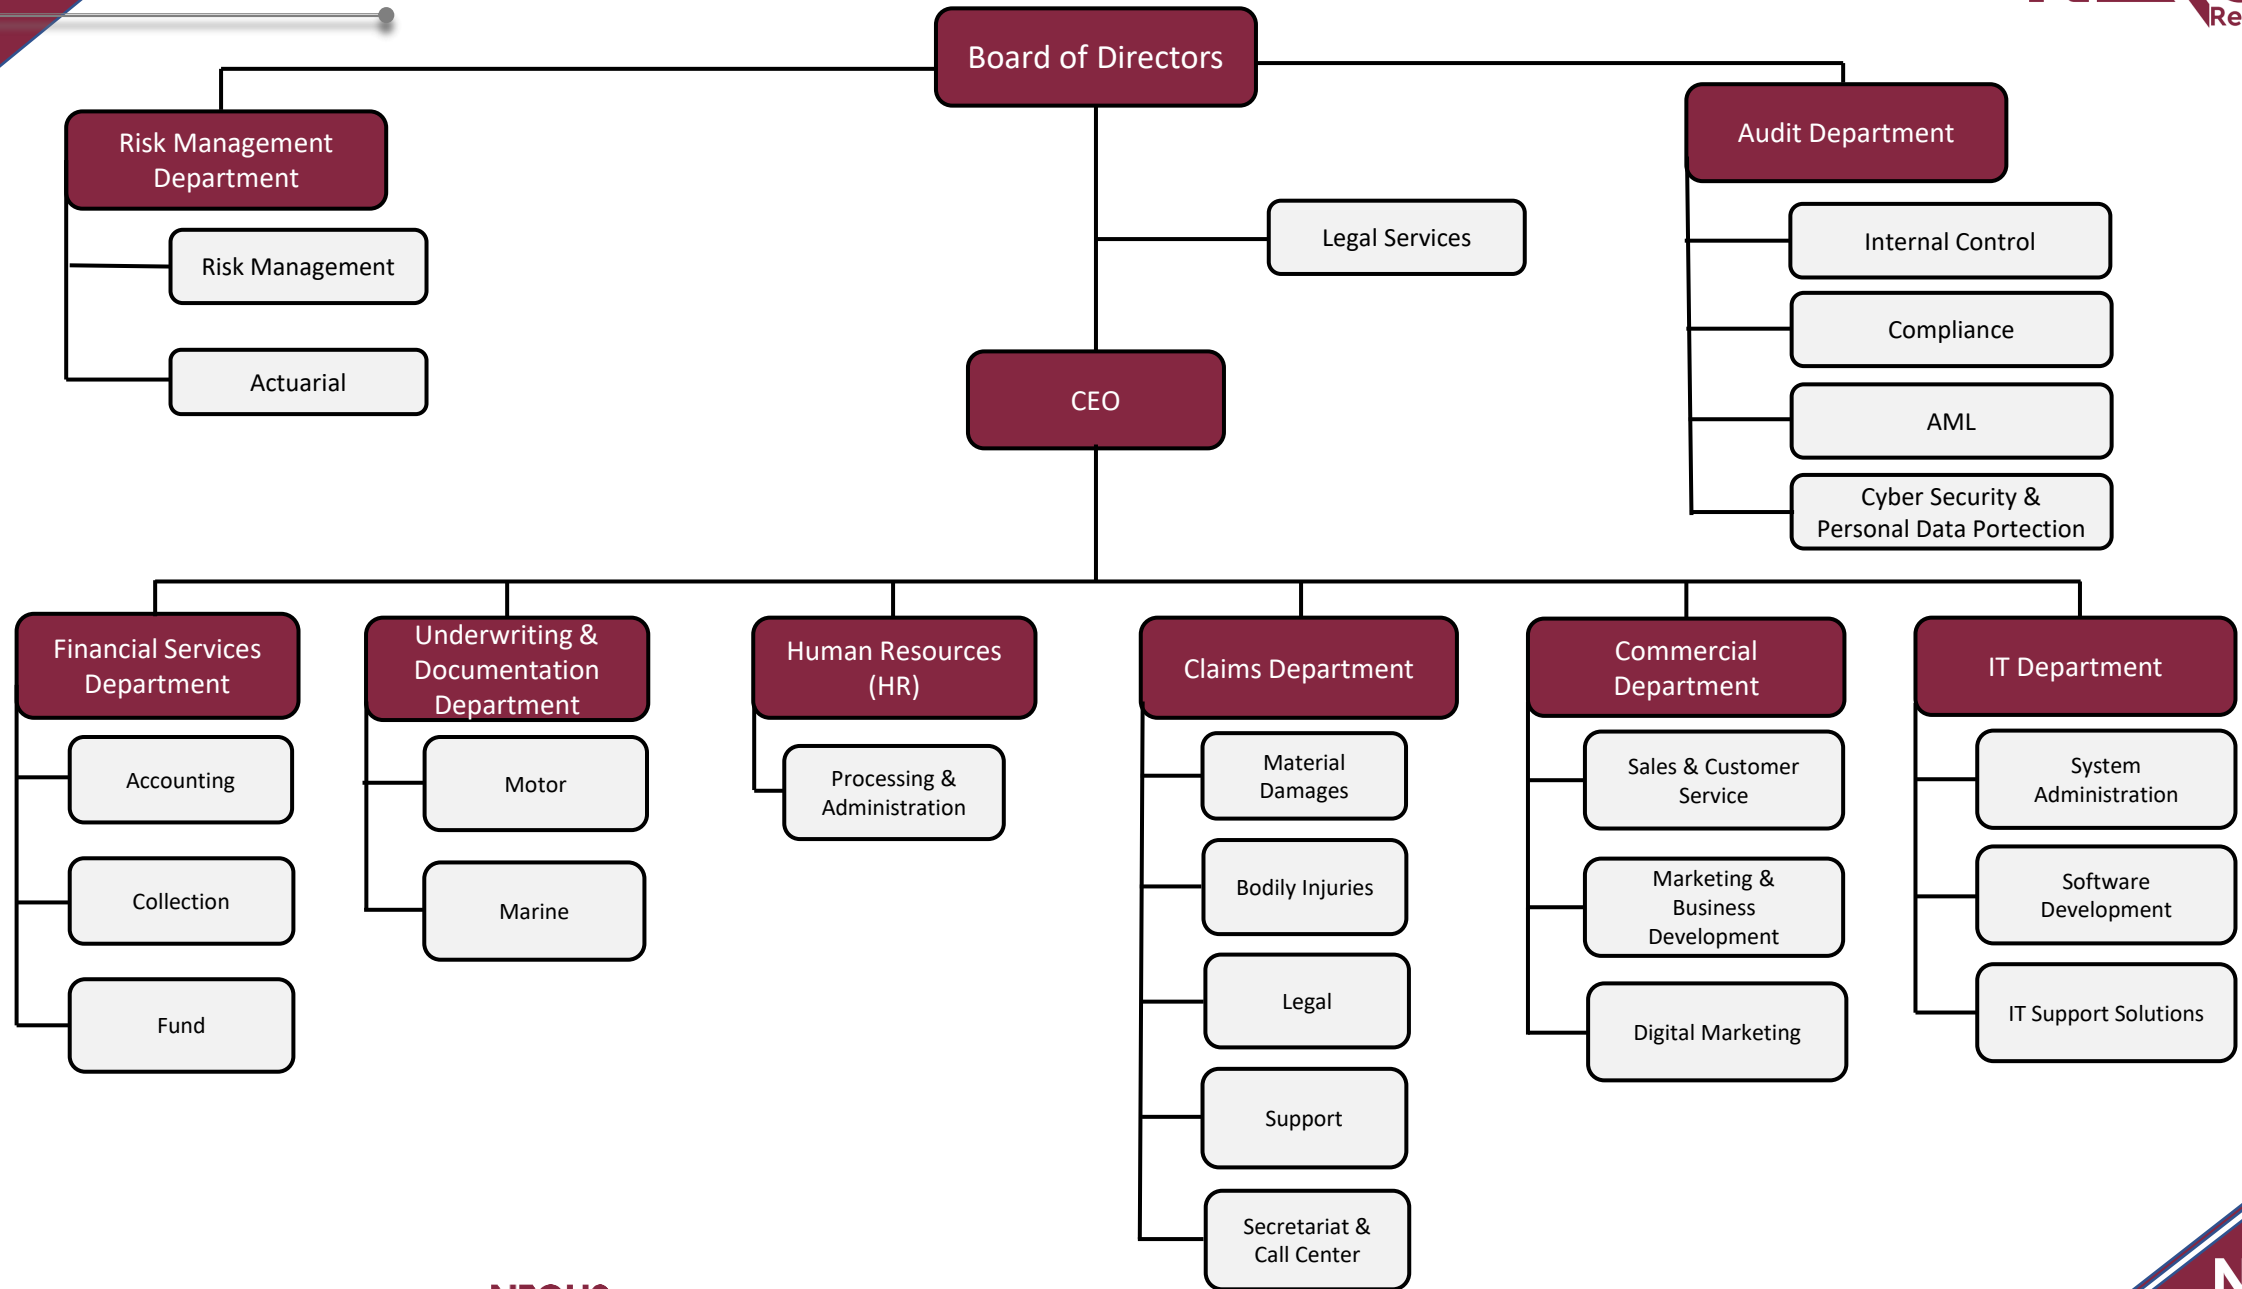 Re
Board of Directors
Risk Management
Department
Audit Department
Risk Management
Legal Services
Internal Control
Compliance
Actuarial
CEO
AML
Cyber Security &
Personal Data Portection
Financial Services
Department
Underwriting &
Documentation
Department
Human Resources
(HR)
Claims Department
Commercial
Department
IT Department
Accounting
Collection
Fund
Motor
Marine
Processing &
Administration
Material
Damages
Bodily Injuries
Legal
Support
Secretariat &
Call Center
Sales & Customer
Service
Marketing &
Business
Development
Digital Marketing
System
Administration
Software
Development
IT Support Solutions